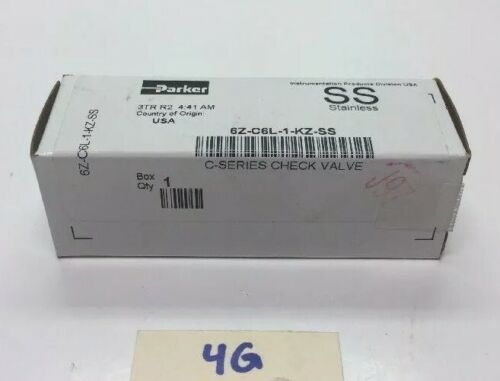 Parker
3TR R2 4:41 AM
Country of Origin:
USA
Instrumentation Products Division USA
SS
Stainless
6Z-C6L-1-KZ-SS
6Z-C6L-1-KZ-SS
C-SERIES CHECK VALVE
Box
Qty 1
4G